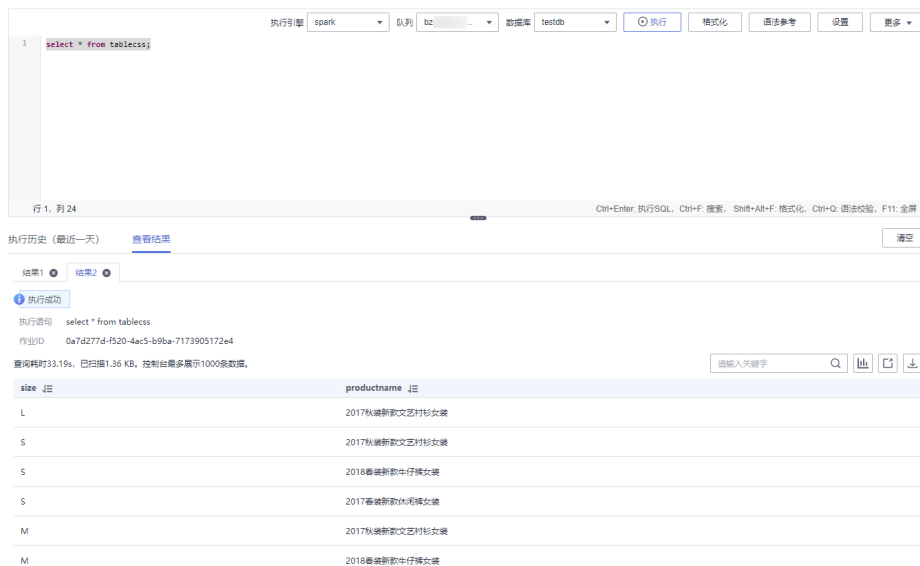 执行引擎 spark 队列 bz .. 数据库 testdb 执行 格式化 语法参考 设置 更多
1 select * from tablecss;
行 1, 列 24 Ctrl+Enter: 执行SQL, Ctrl+F: 搜索, Shift+Alt+F: 格式化, Ctrl+Q: 语法校验, F11: 全屏
执行历史 (最近一天) 查看结果 清空
结果1 结果2
执行成功
执行语句 select * from tablecss
作业ID 0a7d277d-f520-4ac5-b9ba-7173905172e4
查询耗时33.19s, 已扫描1.36 KB。控制台最多展示1000条数据。 请输入关键字
size productname
L 2017秋装新款文艺衬衫女装
S 2017秋装新款文艺衬衫女装
S 2018春装新款牛仔裤女装
S 2017春装新款休闲裤女装
M 2017秋装新款文艺衬衫女装
M 2018春装新款牛仔裤女装